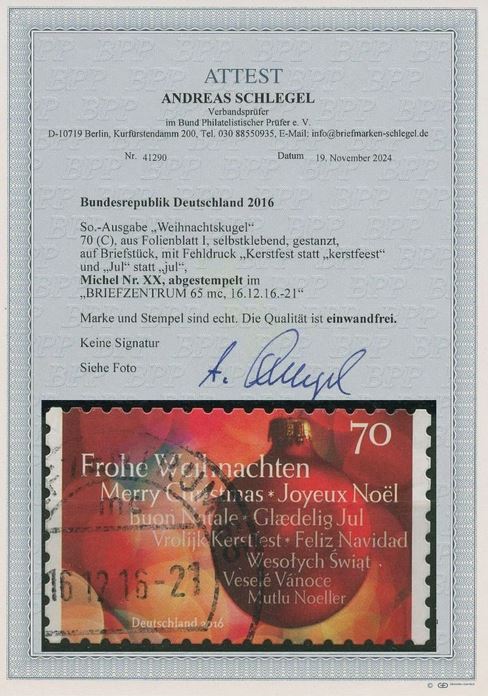 ATTEST
ANDREAS SCHLEGEL
Verbandsprüfer
im Bund Philatelistischer Prüfer e. V.
D-10719 Berlin, Kurfürstendamm 200, Tel. 030 88550935, E-Mail: info@briefmarken-schlegel.de
Nr. 41290 Datum 19. November 2024
Bundesrepublik Deutschland 2016
So.-Ausgabe „Weihnachtskugel“
70 (C), aus Folienblatt I, selbstklebend, gestanzt,
auf Briefstück, mit Fehldruck „Kerstfest statt „kerstfeest“
und „Jul“ statt „jul“,
Michel Nr. XX, abgestempelt im
„BRIEFZENTRUM 65 mc, 16.12.16.-21“
Marke und Stempel sind echt. Die Qualität ist einwandfrei.
Keine Signatur
Siehe Foto
A. Schlegel
70
Frohe Weihnachten
Merry Christmas * Joyeux Noël
Buon Natale * Glædelig Jul
Vrolijk Kerstfest * Feliz Navidad
Wesołych Świąt
Veselé Vánoce
Mutlu Noeller
16 12 16-21
Deutschland 2016